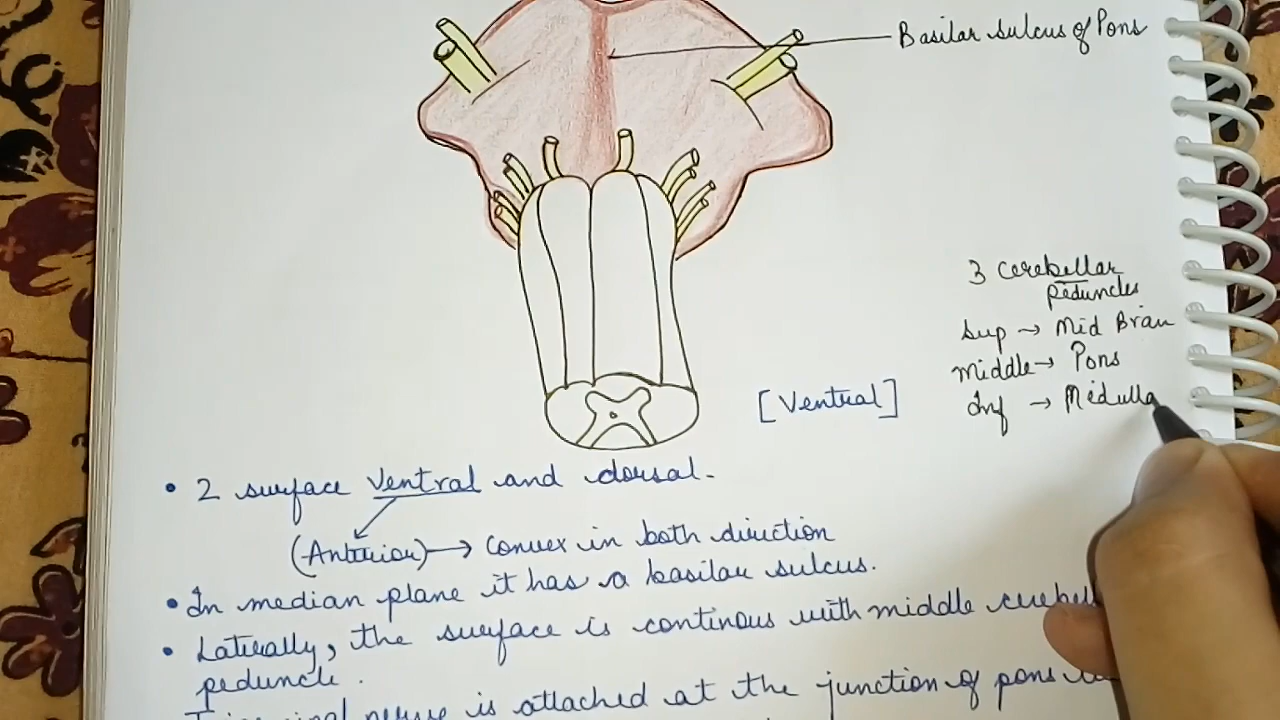 Basilar sulcus of Pons
3 cerebellar
peduncles
Sup → Mid Brain
Middle → Pons
Inf → Medulla
[Ventral]
• 2 surface Ventral and dorsal.
(Anterior) → Convex in both direction
• In median plane it has a basilar sulcus.
• Laterally, the surface is continous with middle cerebell
peduncle.
nerve is attached at the junction of pons